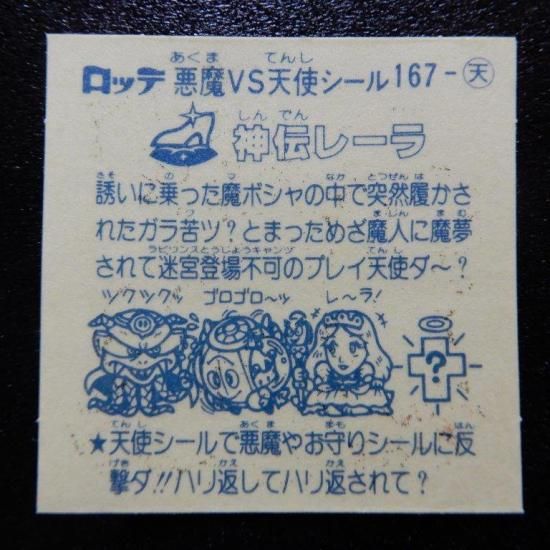 ロッテ 悪魔VS天使シール 167-天
神伝レーラ
誘いに乗った魔ボシャの中で突然履かさ
れたガラ苦ツ?とまっためざ魔人に魔夢
されて迷宮登場不可のプレイ天使ダ〜?
ツクツクッ ゴロゴロ〜ッ レ〜ラ!
?
★天使シールで悪魔やお守りシールに反
撃ダ!!ハリ返してハリ返されて?